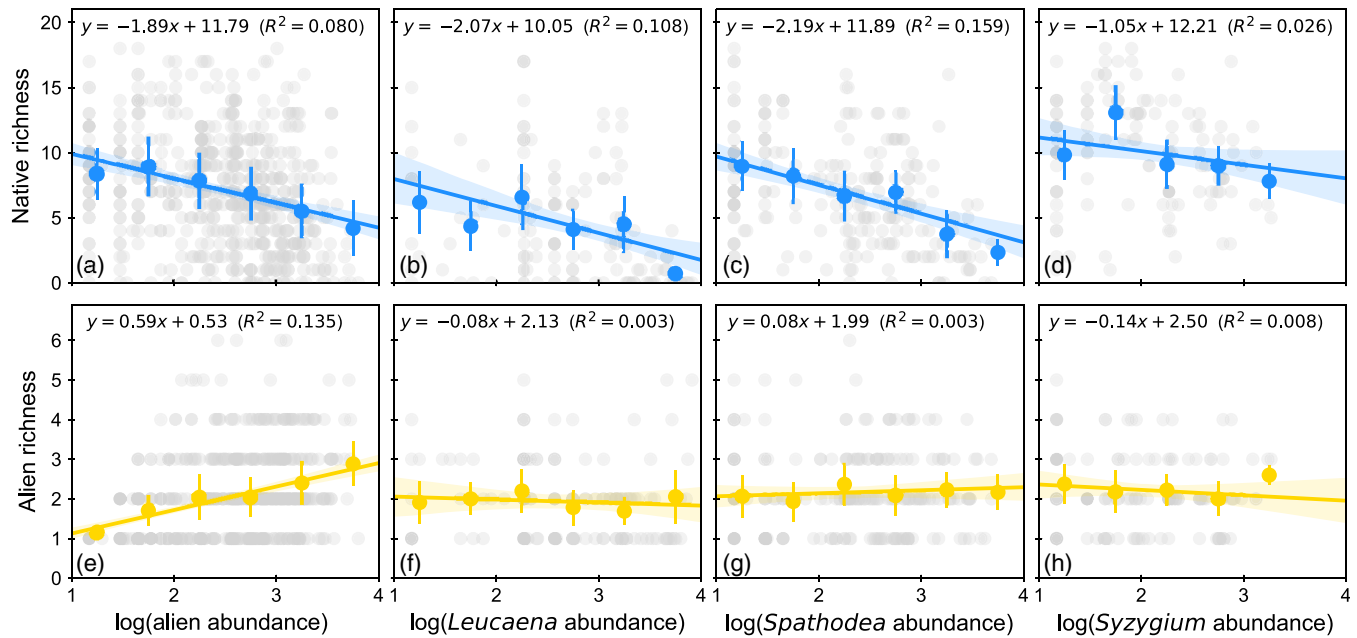 y = −1.89x + 11.79 (R² = 0.080)
y = −2.07x + 10.05 (R² = 0.108)
y = −2.19x + 11.89 (R² = 0.159)
y = −1.05x + 12.21 (R² = 0.026)
Native richness
20
15
10
5
0
(a)
(b)
(c)
(d)
y = 0.59x + 0.53 (R² = 0.135)
y = −0.08x + 2.13 (R² = 0.003)
y = 0.08x + 1.99 (R² = 0.003)
y = −0.14x + 2.50 (R² = 0.008)
Alien richness
6
5
4
3
2
1
0
(e)
(f)
(g)
(h)
1 2 3 4 1 2 3 4 1 2 3 4 1 2 3 4
log(alien abundance)
log(Leucaena abundance)
log(Spathodea abundance)
log(Syzygium abundance)